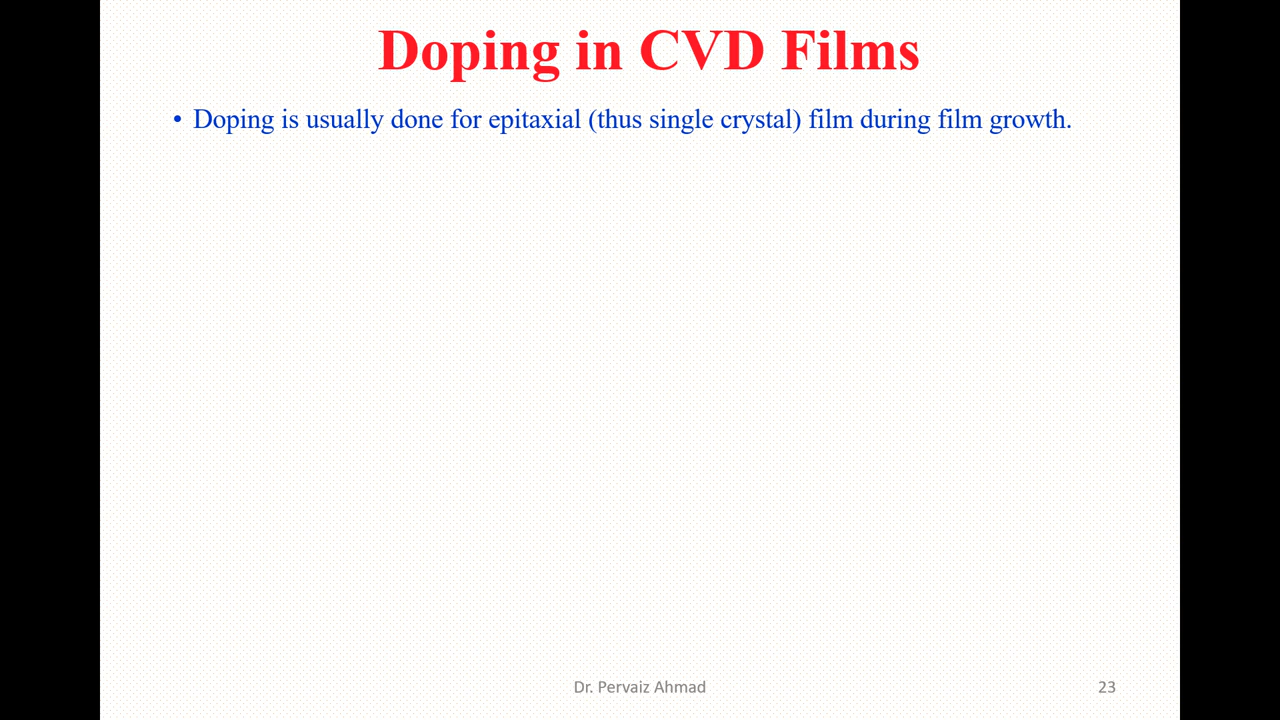 Doping in CVD Films
• Doping is usually done for epitaxial (thus single crystal) film during film growth.
Dr. Pervaiz Ahmad
23